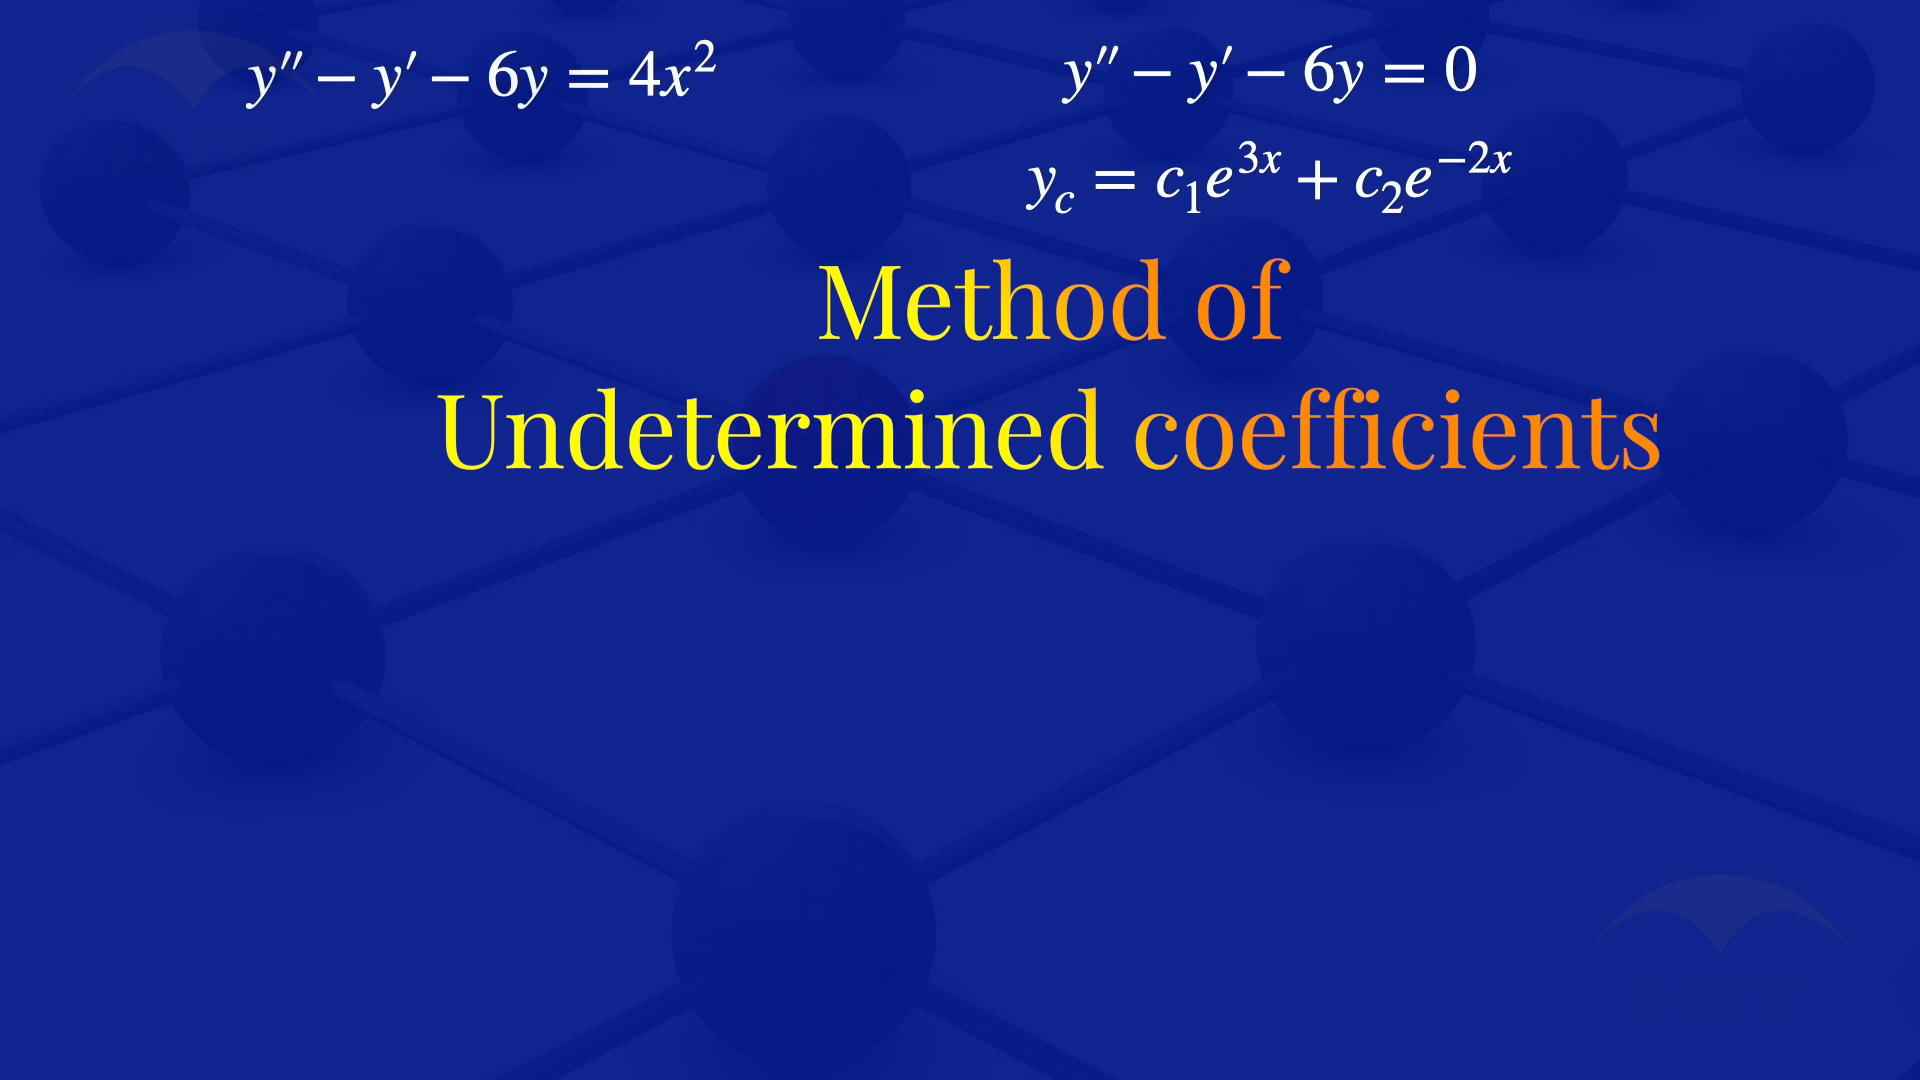 y″ − y′ − 6y = 4x²
y″ − y′ − 6y = 0
y_c = c₁e^{3x} + c₂e^{−2x}
Method of
Undetermined coefficients